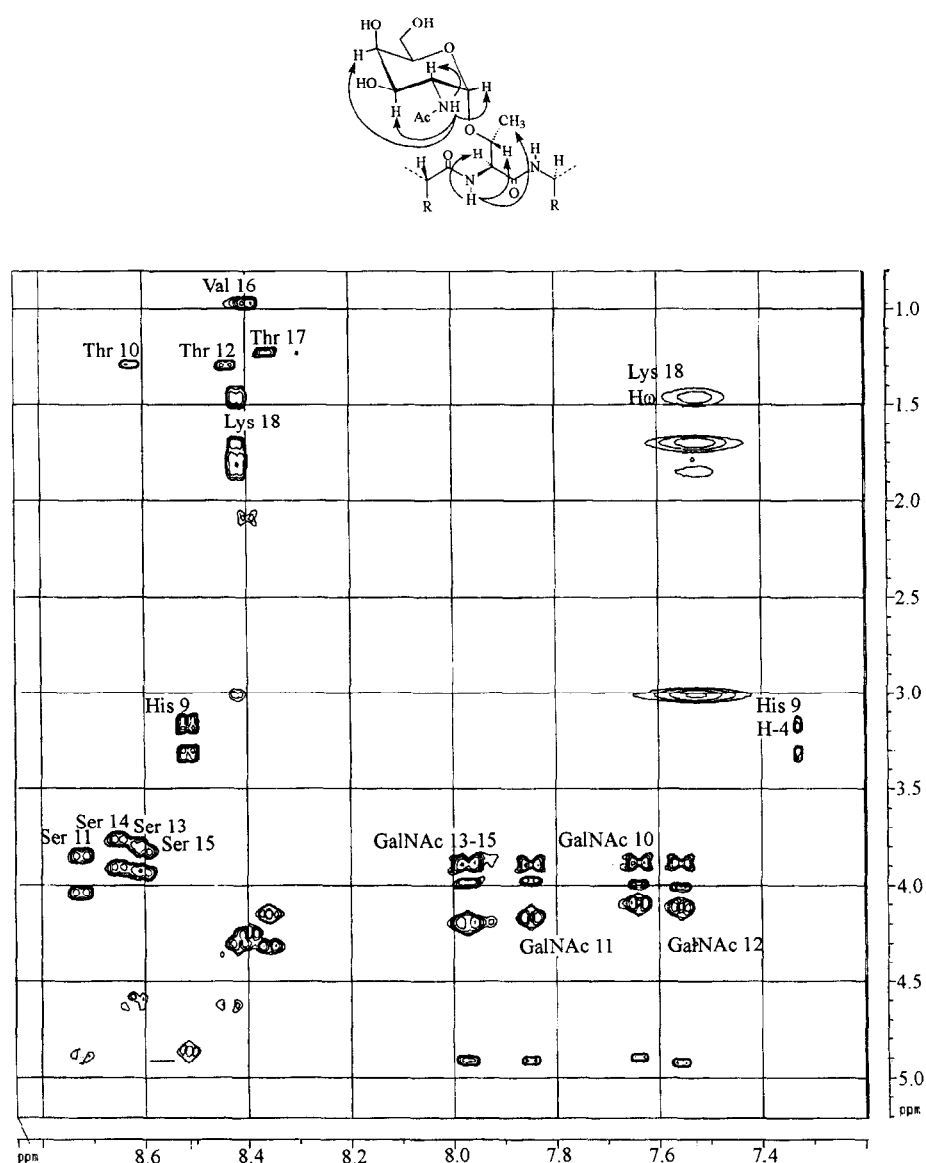 HO
OH
H
O
H
HO
H
H
Ac
NH
O
CH₃
O
H
H
H
N
N
H
O
H
R
R
Val 16
1.0
Thr 10
Thr 12
Thr 17
Lys 18
Hω
1.5
Lys 18
2.0
2.5
3.0
His 9
His 9
H-4
3.5
Ser 14
Ser 13
Ser 11
Ser 15
GalNAc 13-15
GalNAc 10
4.0
GalNAc 11
GalNAc 12
4.5
5.0
ppm
ppm
8.6
8.4
8.2
8.0
7.8
7.6
7.4